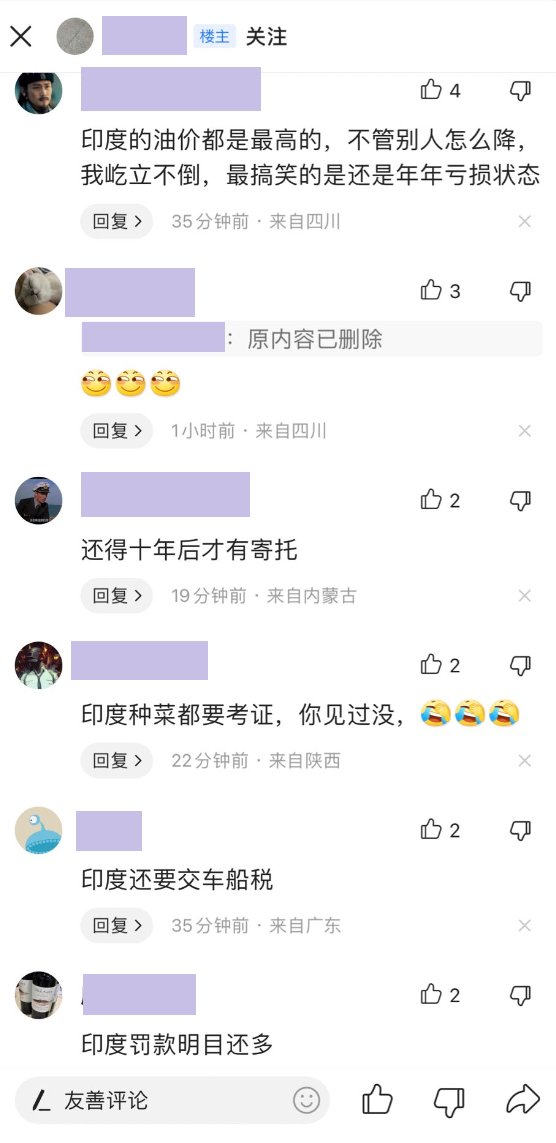 楼主 关注
4
印度的油价都是最高的，不管别人怎么降，
我屹立不倒，最搞笑的是还是年年亏损状态
回复 35分钟前 · 来自四川
3
：原内容已删除
回复 1小时前 · 来自四川
2
还得十年后才有寄托
回复 19分钟前 · 来自内蒙古
2
印度种菜都要考证，你见过没，
回复 22分钟前 · 来自陕西
2
印度还要交车船税
回复 35分钟前 · 来自广东
2
印度罚款明目还多
友善评论